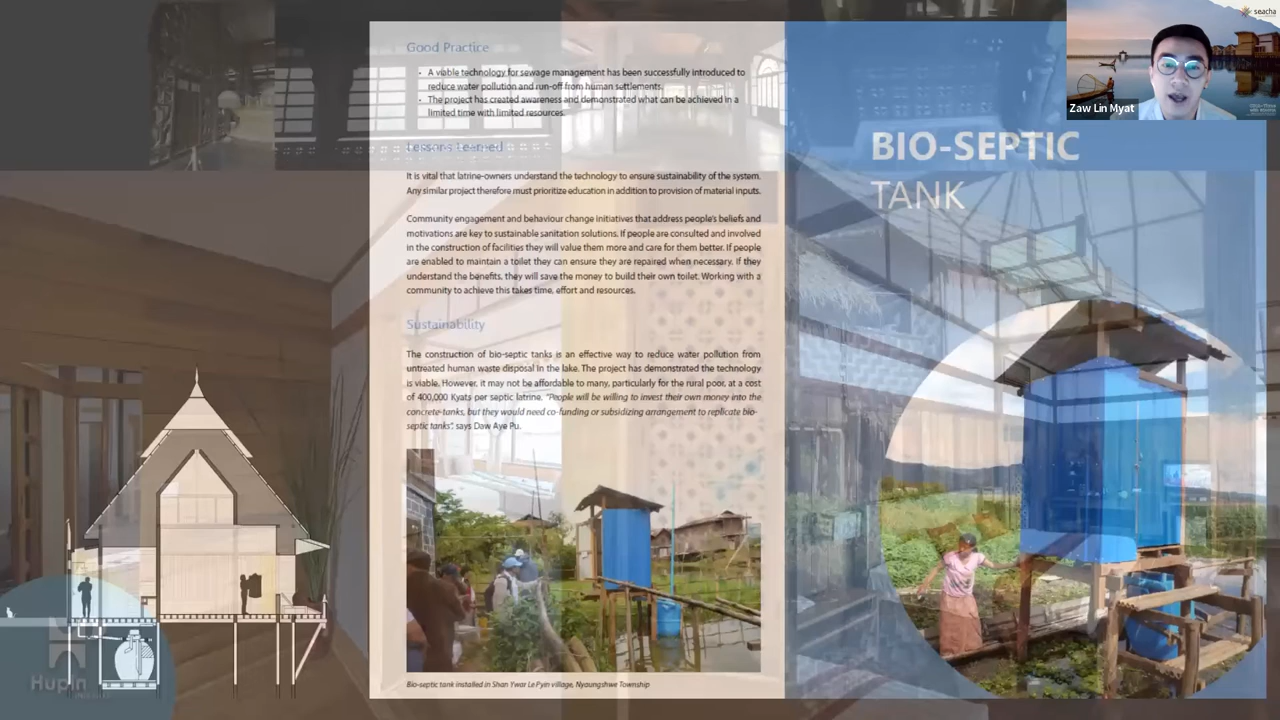 Good Practice
• A viable technology for sewage management has been successfully introduced to
reduce water pollution and run-off from human settlements.
• The project has created awareness and demonstrated what can be achieved in a
limited time with limited resources.
Lessons Learned
It is vital that latrine-owners understand the technology to ensure sustainability of the system.
Any similar project therefore must prioritize education in addition to provision of material inputs.
Community engagement and behaviour change initiatives that address people's beliefs and
motivations are key to sustainable sanitation solutions. If people are consulted and involved
in the construction of facilities they will value them more and care for them better. If people
are enabled to maintain a toilet they can ensure they are repaired when necessary. If they
understand the benefits, they will save the money to build their own toilet. Working with a
community to achieve this takes time, effort and resources.
Sustainability
The construction of bio-septic tanks is an effective way to reduce water pollution from
untreated human waste disposal in the lake. The project has demonstrated the technology
is viable. However, it may not be affordable to many, particularly for the rural poor, at a cost
of 400,000 Kyats per septic latrine. "People will be willing to invest their own money into the
concrete-tanks, but they would need co-funding or subsidizing arrangement to replicate bio-
septic tanks", says Daw Aye Pu.
Bio-septic tank installed in Shan Ywar Le Pyin village, Nyaungshwe Township
BIO-SEPTIC
TANK
seacha
Zaw Lin Myat
Hupin